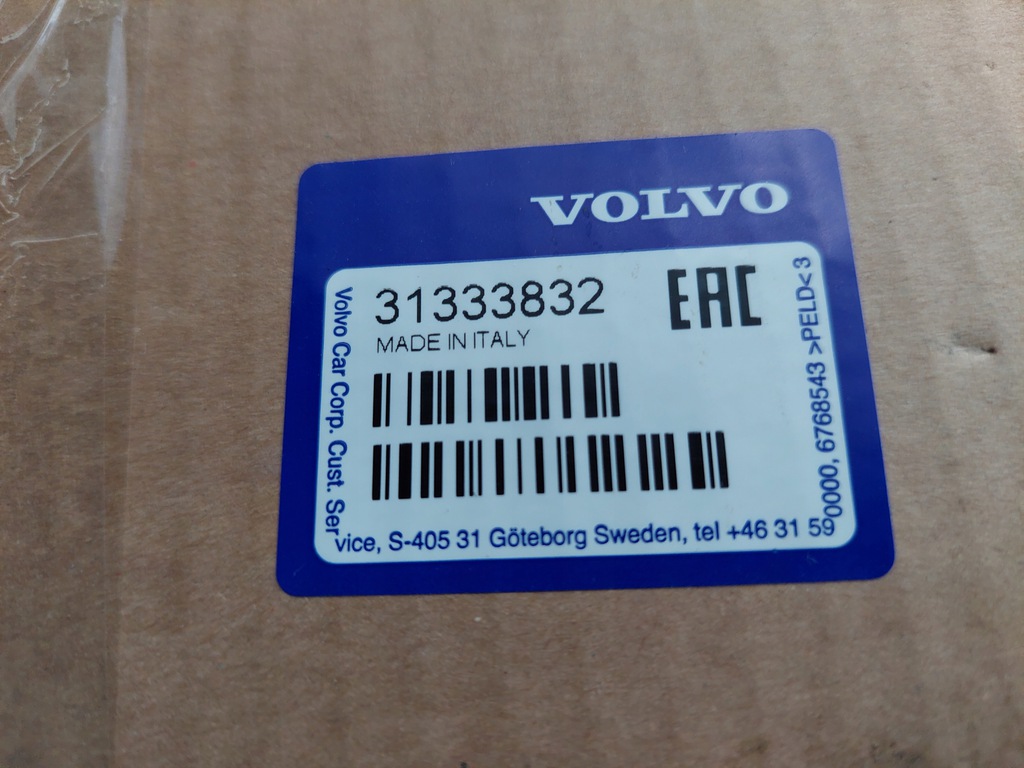 VOLVO
31333832
EAC
MADE IN ITALY
Volvo Car Corp. Cust. Service, S-405 31 Göteborg Sweden, tel +46 31 590000, 6768543 >PELD< 3